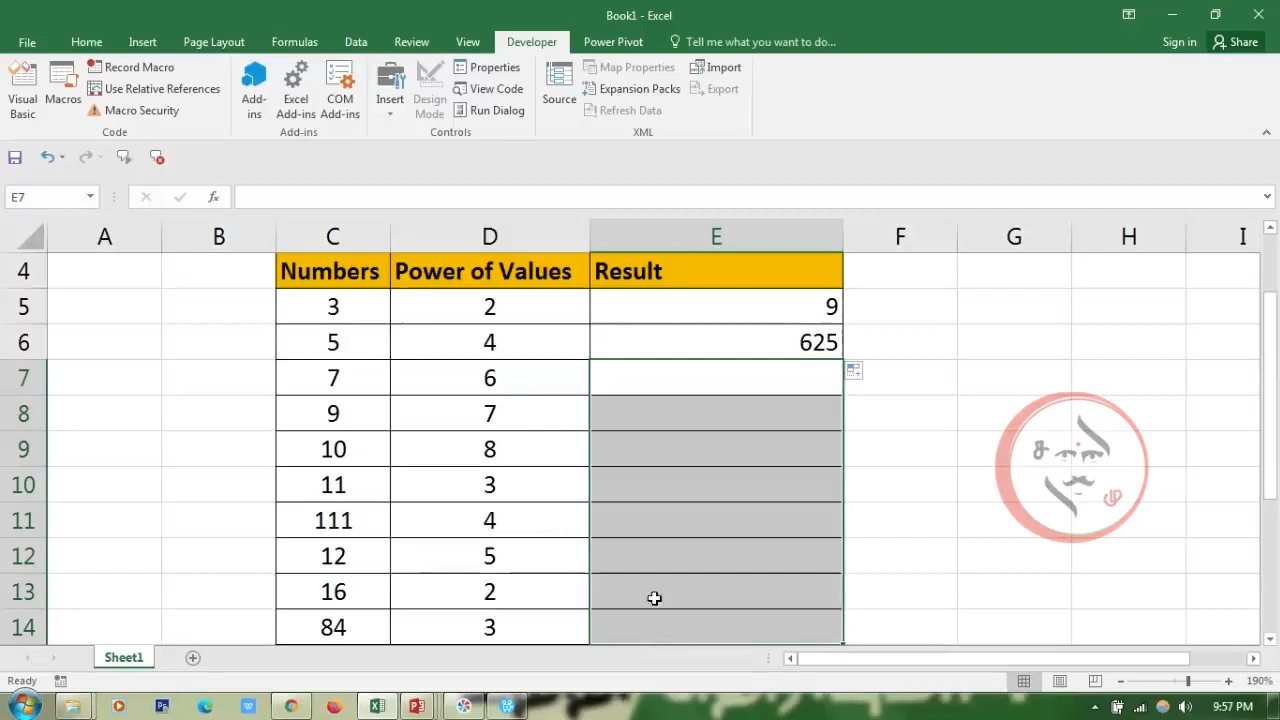 Book1 - Excel
File Home Insert Page Layout Formulas Data Review View Developer Power Pivot Tell me what you want to do... Sign in Share
Visual Basic
Macros
Record Macro
Use Relative References
Macro Security
Code
Add-ins
Excel Add-ins
COM Add-ins
Add-ins
Insert
Design Mode
Properties
View Code
Run Dialog
Controls
Source
Map Properties
Expansion Packs
Refresh Data
Import
Export
XML
E7 fx
A B C D E F G H I
4 Numbers Power of Values Result
5 3 2 9
6 5 4 625
7 7 6
8 9 7
9 10 8
10 11 3
11 111 4
12 12 5
13 16 2
14 84 3
Sheet1
Ready 190%
9:57 PM